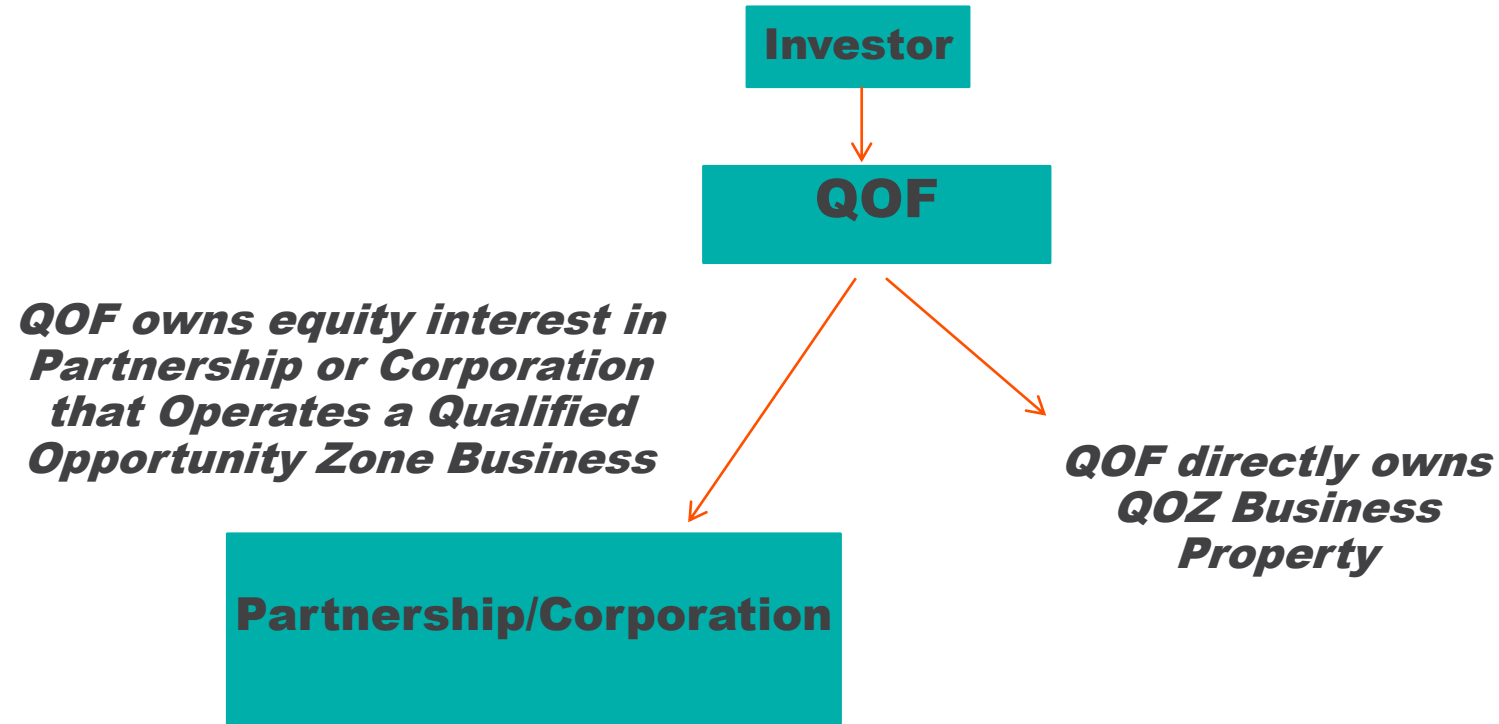 Investor
QOF
QOF owns equity interest in
Partnership or Corporation
that Operates a Qualified
Opportunity Zone Business
QOF directly owns
QOZ Business
Property
Partnership/Corporation